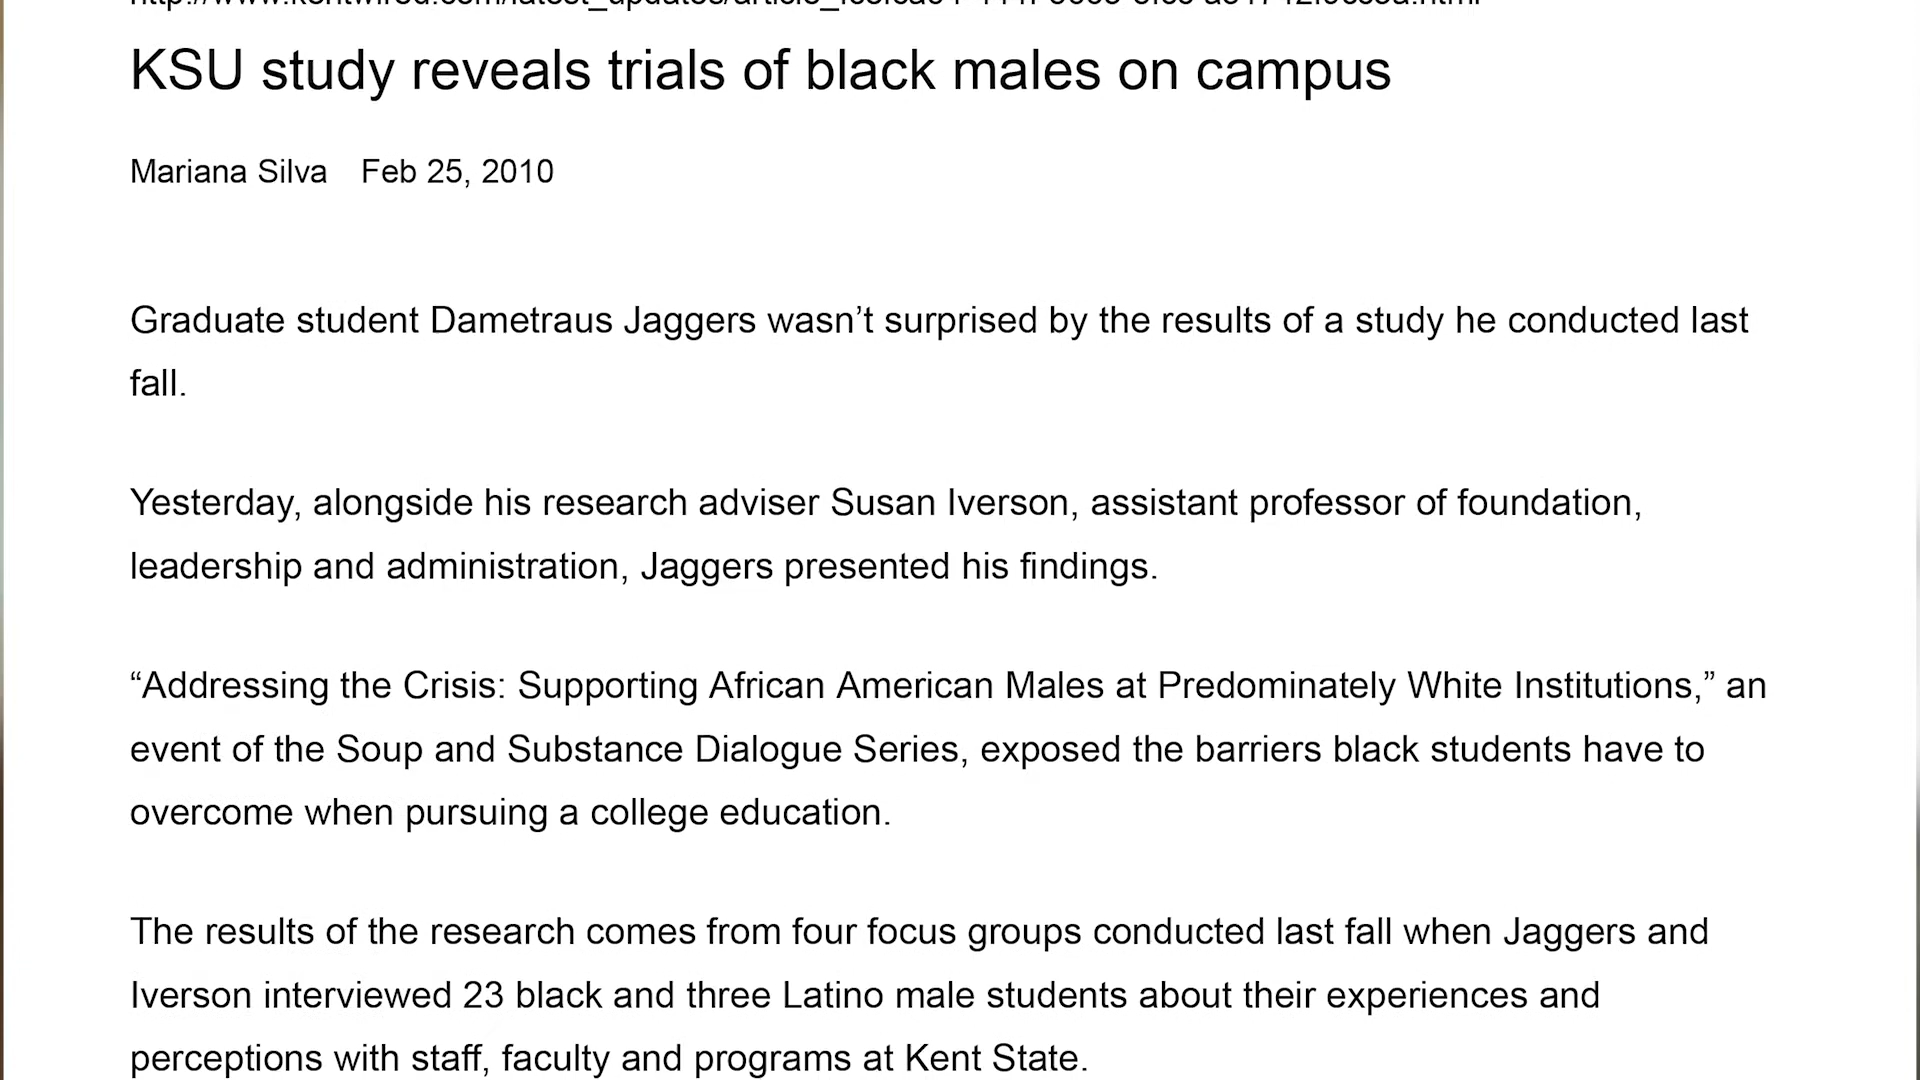 KSU study reveals trials of black males on campus
Mariana Silva Feb 25, 2010
Graduate student Dametraus Jaggers wasn’t surprised by the results of a study he conducted last
fall.
Yesterday, alongside his research adviser Susan Iverson, assistant professor of foundation,
leadership and administration, Jaggers presented his findings.
“Addressing the Crisis: Supporting African American Males at Predominately White Institutions,” an
event of the Soup and Substance Dialogue Series, exposed the barriers black students have to
overcome when pursuing a college education.
The results of the research comes from four focus groups conducted last fall when Jaggers and
Iverson interviewed 23 black and three Latino male students about their experiences and
perceptions with staff, faculty and programs at Kent State.